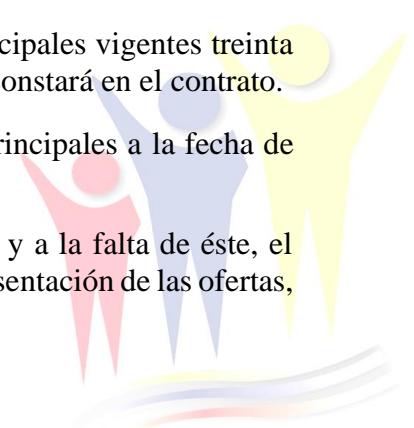 cipales vigentes treinta
onstará en el contrato.
rincipales a la fecha de
y a la falta de éste, el
sentación de las ofertas,